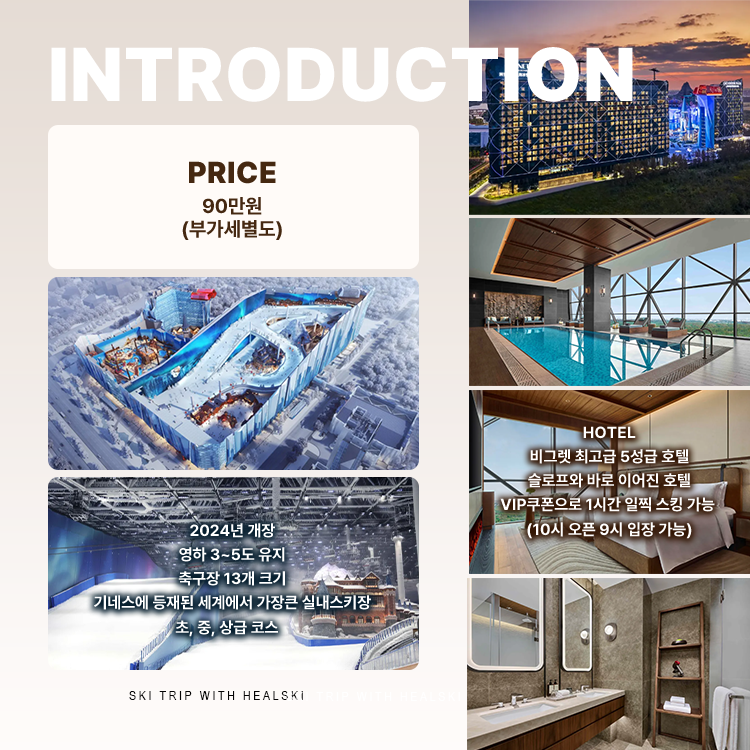 INTRODUCTION
PRICE
90만원
(부가세별도)
2024년 개장
영하 3~5도 유지
축구장 13개 크기
기네스에 등재된 세계에서 가장큰 실내스키장
초, 중, 상급 코스
HOTEL
비그렛 최고급 5성급 호텔
슬로프와 바로 이어진 호텔
VIP쿠폰으로 1시간 일찍 스킹 가능
(10시 오픈 9시 입장 가능)
SKI TRIP WITH HEALSKI